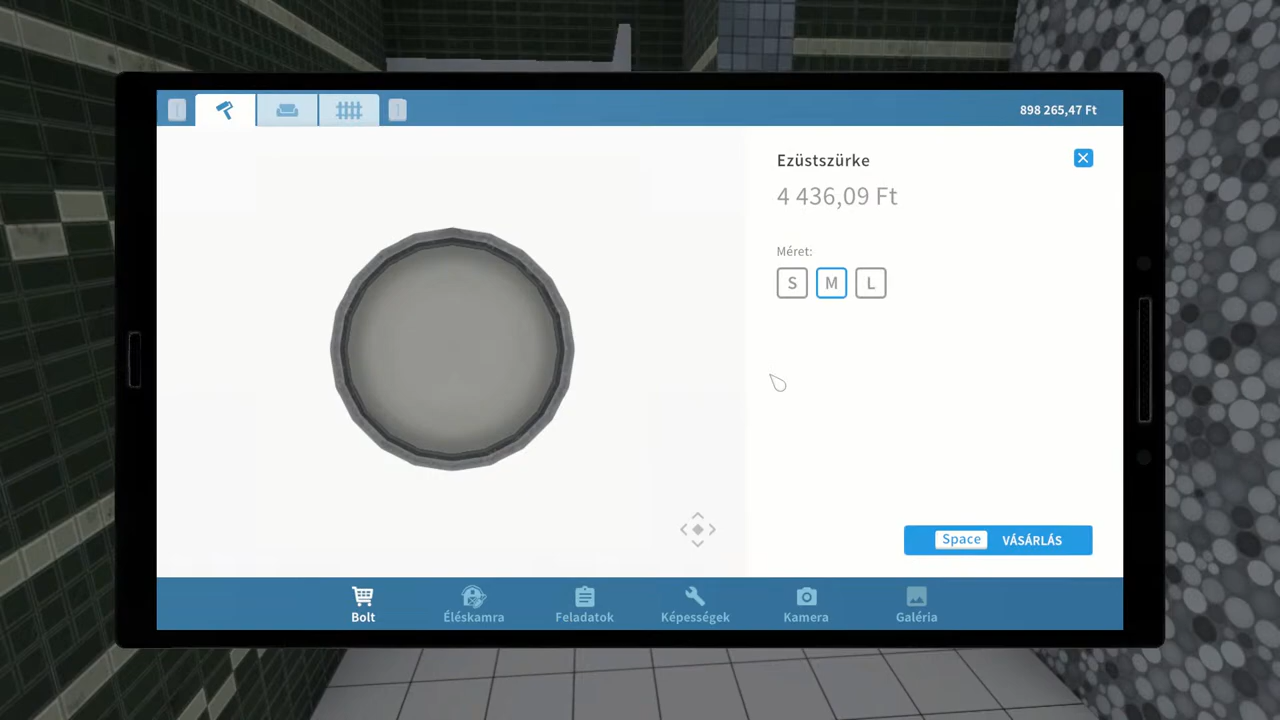 898 265,47 Ft
Ezüstszürke
4 436,09 Ft
Méret:
S M L
Space VÁSÁRLÁS
Bolt Éléskamra Feladatok Képességek Kamera Galéria